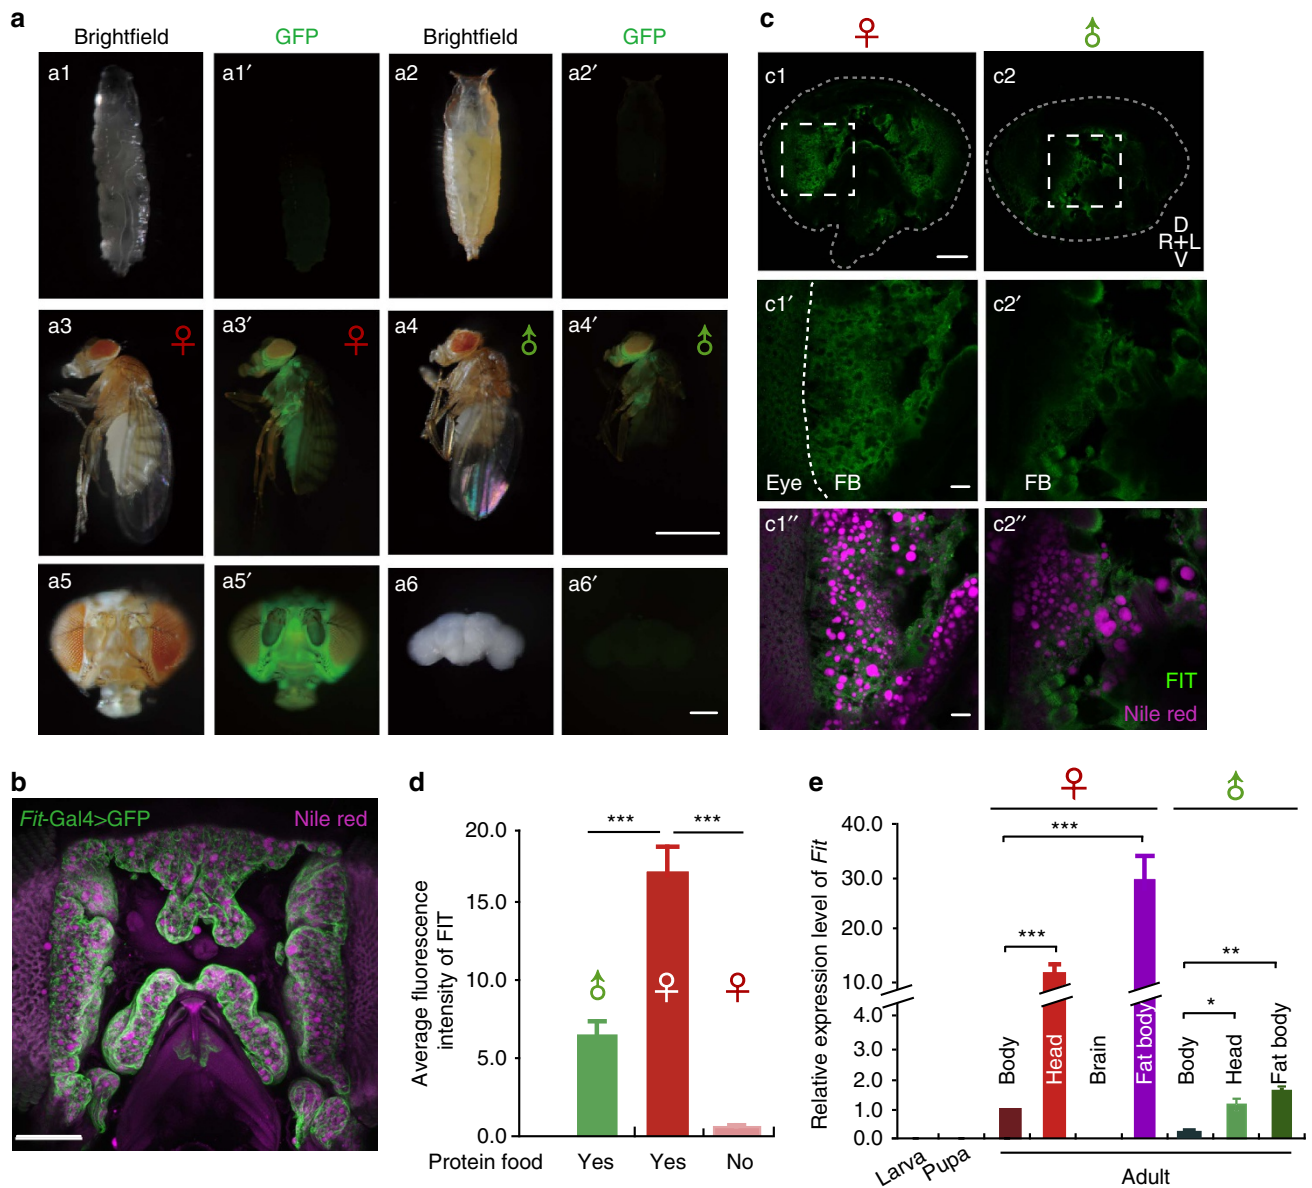 a
Brightfield GFP Brightfield GFP
a1 a1′ a2 a2′
a3 ♀ a3′ ♀ a4 ♂ a4′ ♂
a5 a5′ a6 a6′
c
♀ ♂
c1 c2
D
R+L
V
c1′ c2′
Eye FB FB
c1′′ c2′′
FIT
Nile red
b
Fit-Gal4>GFP Nile red
d
Average fluorescence
intensity of FIT
20.0
15.0
10.0
5.0
0.0
*** ***
♂ ♀ ♀
Protein food Yes Yes No
e
♀ ♂
Relative expression level of Fit
40.0
30.0
20.0
10.0
4.0
3.0
2.0
1.0
0.0
***
***
**
*
Body Head Brain Fat body Body Head Fat body
Larva Pupa
Adult